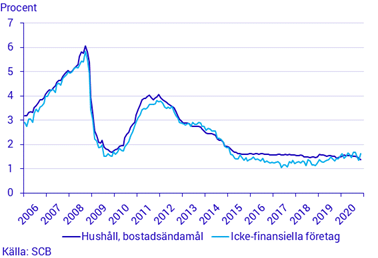 Procent
7
6
5
4
3
2
1
0
2006 2007 2008 2009 2010 2011 2012 2013 2014 2015 2016 2017 2018 2019 2020
Hushåll, bostadsändamål Icke-finansiella företag
Källa: SCB